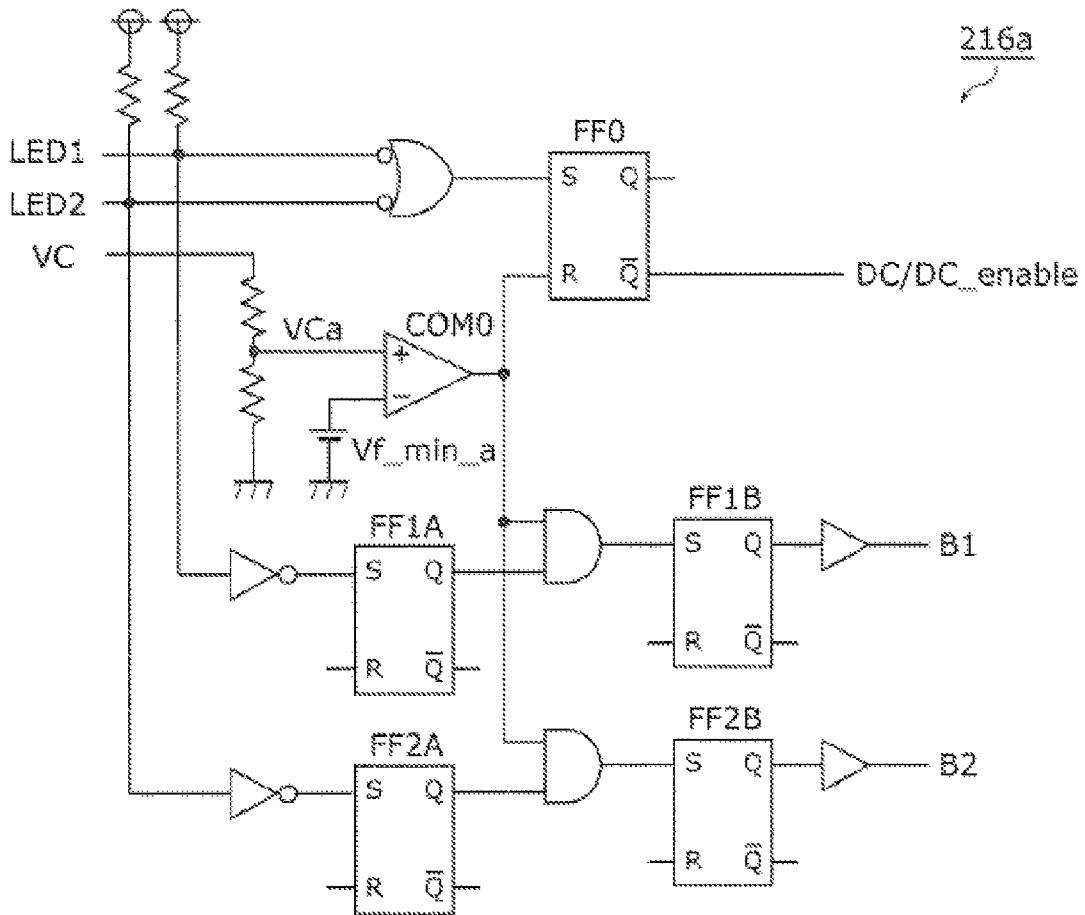 216a
FF0
LED1
S Q
LED2
VC
R Q̅
DC/DC_enable
COM0
VCa
+
−
Vf_min_a
FF1A
FF1B
S Q
B1
S Q
R Q̅
R Q̅
FF2A
FF2B
S Q
B2
S Q
R Q̅
R Q̅